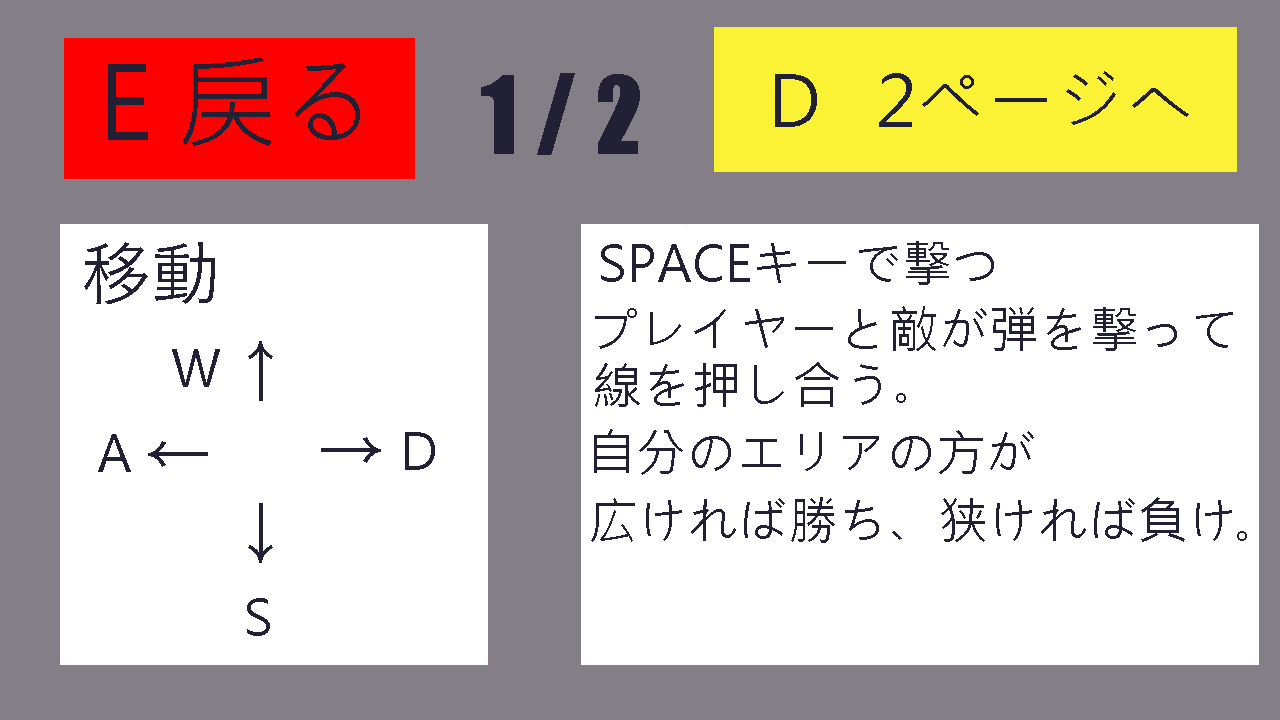 E 戻る
1 / 2
D 2ページへ
移動
W ↑
A ← → D
↓
S
SPACEキーで撃つ
プレイヤーと敵が弾を撃って
線を押し合う。
自分のエリアの方が
広ければ勝ち、狭ければ負け。